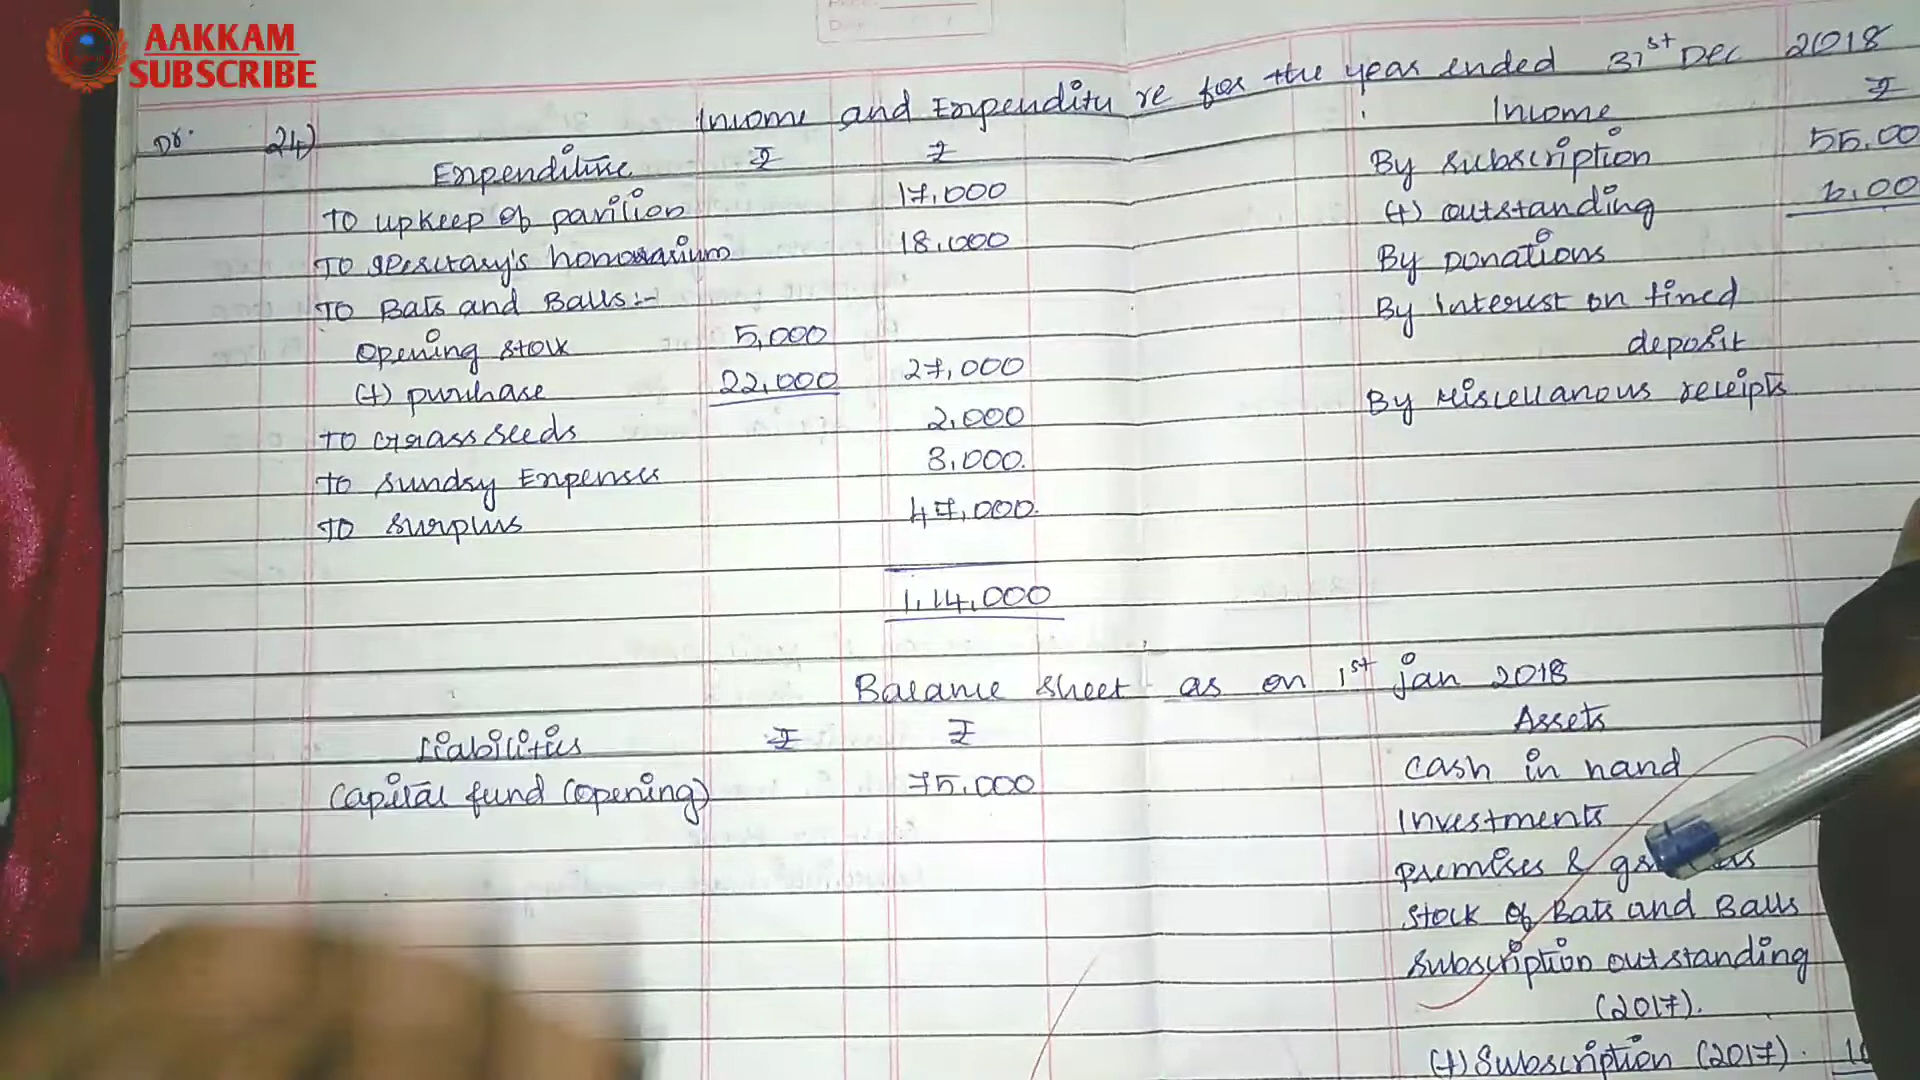 AAKKAM
SUBSCRIBE
Income and Expenditure for the year ended 31st Dec 2018
Dr. 24)
Expenditure ₹ ₹
Income ₹
To upkeep of pavilion 17,000
By subscription 55,00
To secretary's honorarium 18,000
(+) outstanding 6,00
To Bats and Balls:-
By Donations
Opening stock 5,000
By Interest on fixed
deposit
(+) purchase 22,000 27,000
By Miscellanous receipts
To Grass seeds 2,000
To sundry Expenses 3,000
To surplus 47,000
1,14,000
Balance sheet as on 1st Jan 2018
Liabilities ₹ ₹
Assets
Capital fund (opening) 75,000
Cash in hand
Investments
premises &
stock of Bats and Balls
Subscription outstanding
(2017).
(+) Subscription (2017).